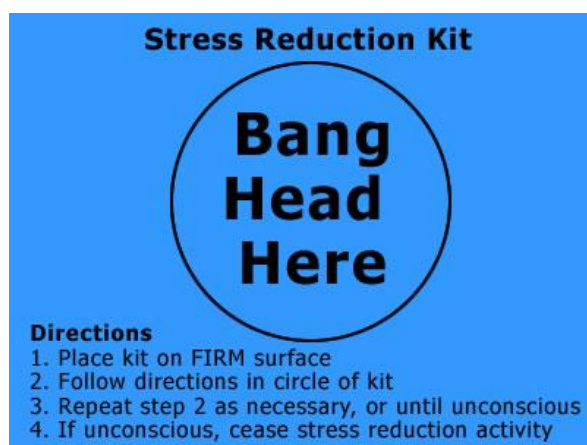 Stress Reduction Kit
Bang
Head
Here
Directions
1. Place kit on FIRM surface
2. Follow directions in circle of kit
3. Repeat step 2 as necessary, or until unconscious
4. If unconscious, cease stress reduction activity